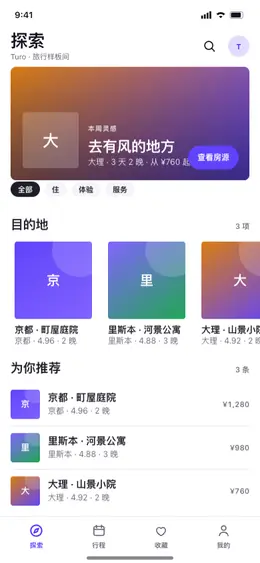 9:41
探索
Turo · 旅行样板间
T
本周灵感
大
去有风的地方
大理 · 3 天 2 晚 · 从 ¥760 起
查看房源
全部
住
体验
服务
目的地
3 项
京
里
大
京都 · 町屋庭院
京都 · 4.96 · 2 晚
里斯本 · 河景公寓
里斯本 · 4.88 · 3 晚
大理 · 山景小院
大理 · 4.92 · 2 晚
为你推荐
3 条
京
京都 · 町屋庭院
京都 · 4.96 · 2 晚
¥1,280
里
里斯本 · 河景公寓
里斯本 · 4.88 · 3 晚
¥980
大
大理 · 山景小院
大理 · 4.92 · 2 晚
¥760
探索
行程
收藏
我的